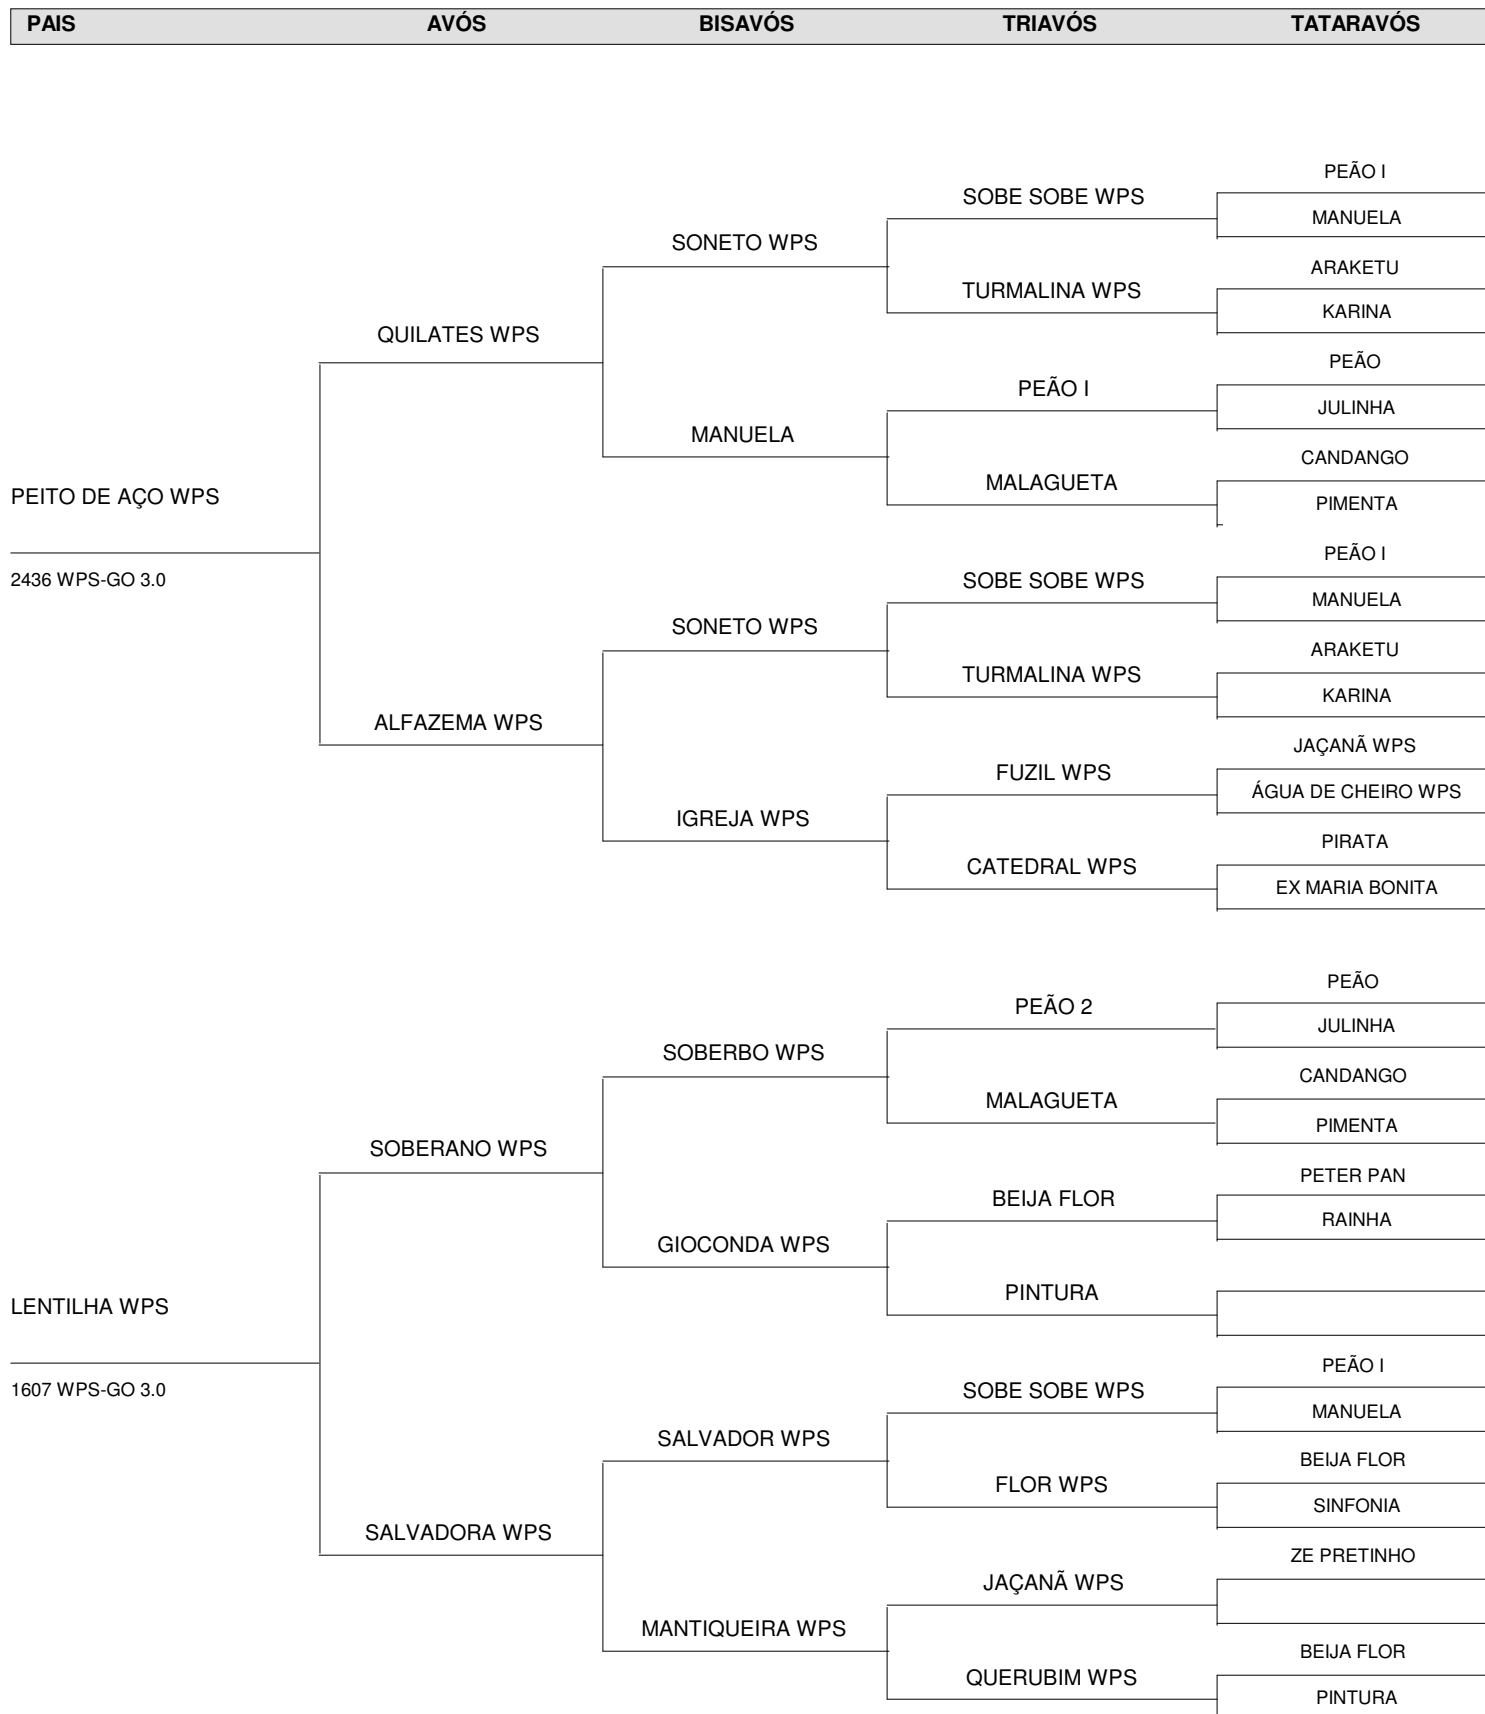 PAIS AVÓS BISAVÓS TRIAVÓS TATARAVÓS
PEÃO I
SOBE SOBE WPS
MANUELA
SONETO WPS
ARAKETU
TURMALINA WPS
KARINA
QUILATES WPS
PEÃO
PEÃO I
JULINHA
MANUELA
CANDANGO
MALAGUETA
PEITO DE AÇO WPS
PIMENTA
PEÃO I
2436 WPS-GO 3.0
SOBE SOBE WPS
MANUELA
SONETO WPS
ARAKETU
TURMALINA WPS
KARINA
ALFAZEMA WPS
JAÇANÃ WPS
FUZIL WPS
ÁGUA DE CHEIRO WPS
IGREJA WPS
PIRATA
CATEDRAL WPS
EX MARIA BONITA
PEÃO
PEÃO 2
JULINHA
SOBERBO WPS
CANDANGO
MALAGUETA
PIMENTA
SOBERANO WPS
PETER PAN
BEIJA FLOR
RAINHA
GIOCONDA WPS
PINTURA
LENTILHA WPS
PEÃO I
1607 WPS-GO 3.0
SOBE SOBE WPS
MANUELA
SALVADOR WPS
BEIJA FLOR
FLOR WPS
SINFONIA
SALVADORA WPS
ZE PRETINHO
JAÇANÃ WPS
MANTIQUEIRA WPS
BEIJA FLOR
QUERUBIM WPS
PINTURA